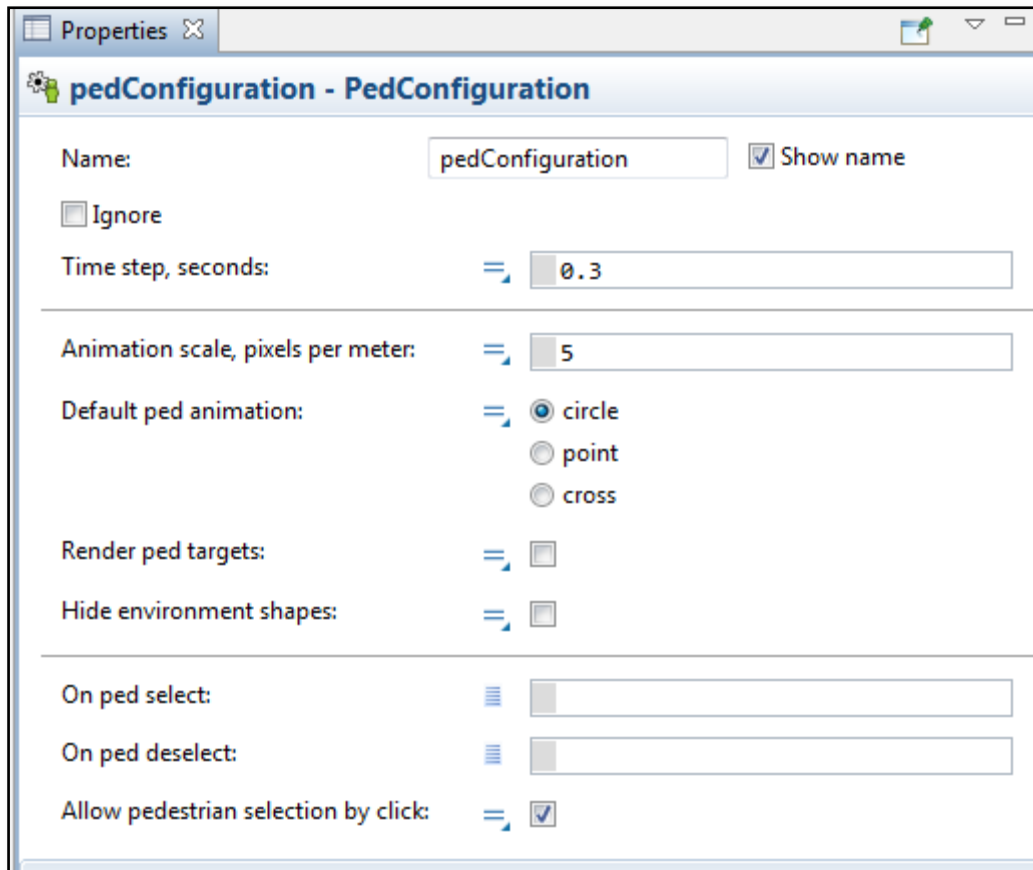 Properties
pedConfiguration - PedConfiguration
Name: pedConfiguration Show name
Ignore
Time step, seconds: 0.3
Animation scale, pixels per meter: 5
Default ped animation: circle
point
cross
Render ped targets:
Hide environment shapes:
On ped select:
On ped deselect:
Allow pedestrian selection by click: